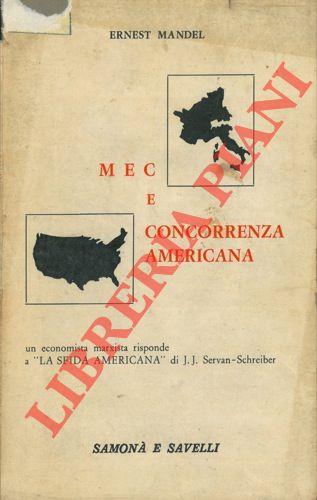 ERNEST MANDEL
MEC
E
CONCORRENZA
AMERICANA
un economista marxista risponde
a "LA SFIDA AMERICANA" di J. J. Servan-Schreiber
SAMONÀ E SAVELLI
LIBRERIA PIANI